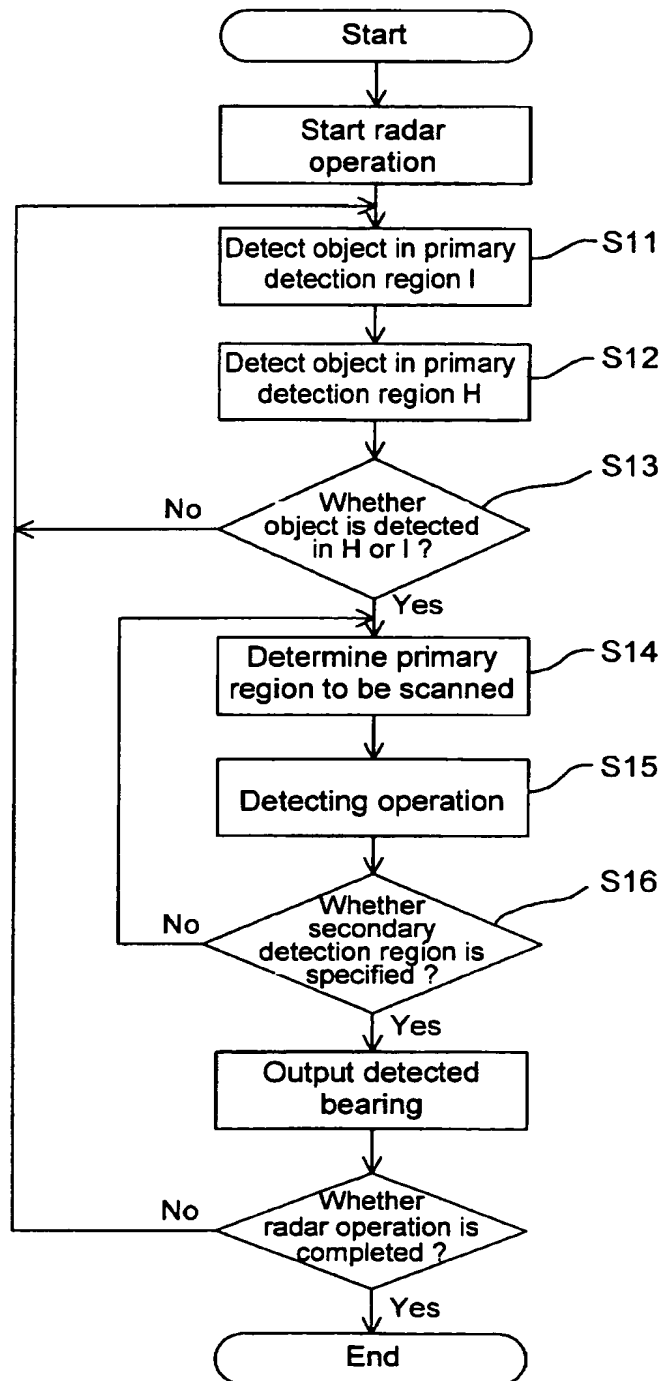 Start
Start radar
operation
Detect object in primary
detection region I
S11
Detect object in primary
detection region H
S12
Whether
object is detected
in H or I ?
S13
No
Yes
Determine primary
region to be scanned
S14
Detecting operation
S15
Whether
secondary
detection region is
specified ?
S16
No
Yes
Output detected
bearing
Whether
radar operation is
completed ?
No
Yes
End